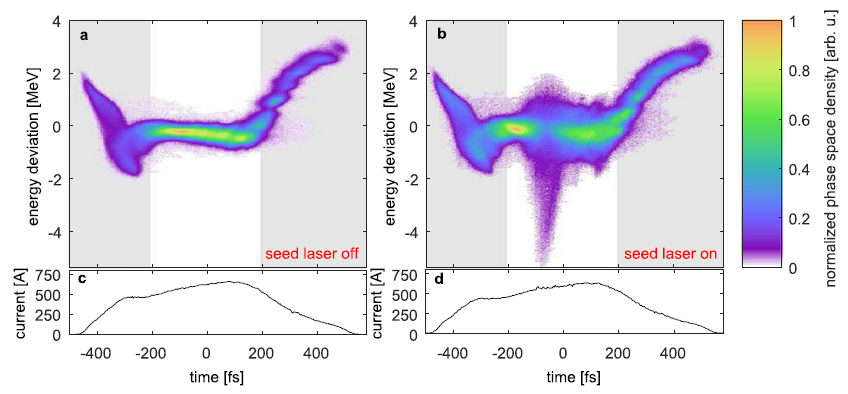 a
b
4
2
0
-2
-4
energy deviation [MeV]
seed laser off
4
2
0
-2
-4
energy deviation [MeV]
seed laser on
1
0.8
0.6
0.4
0.2
0
normalized phase space density [arb. u.]
c
750
500
250
0
current [A]
-400 -200 0 200 400
time [fs]
d
750
500
250
0
current [A]
-400 -200 0 200 400
time [fs]